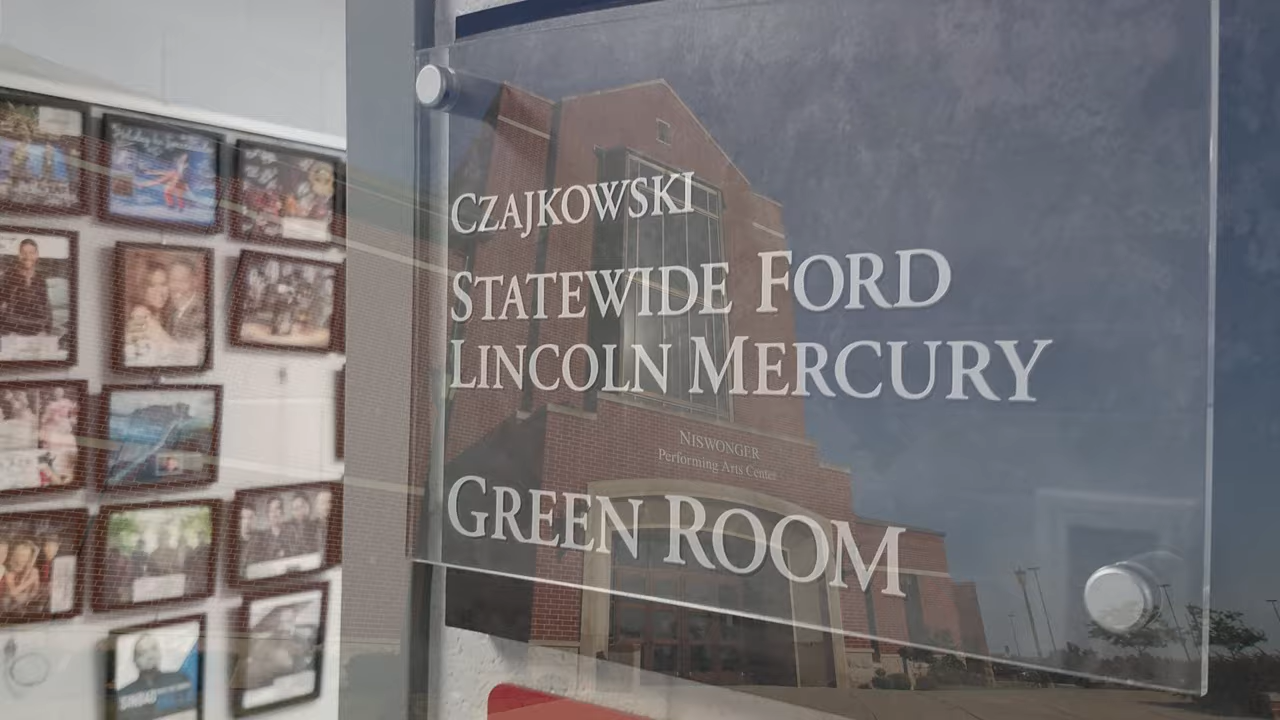 CZAJKOWSKI
STATEWIDE FORD
LINCOLN MERCURY
NISWONGER
Performing Arts Center
GREEN ROOM